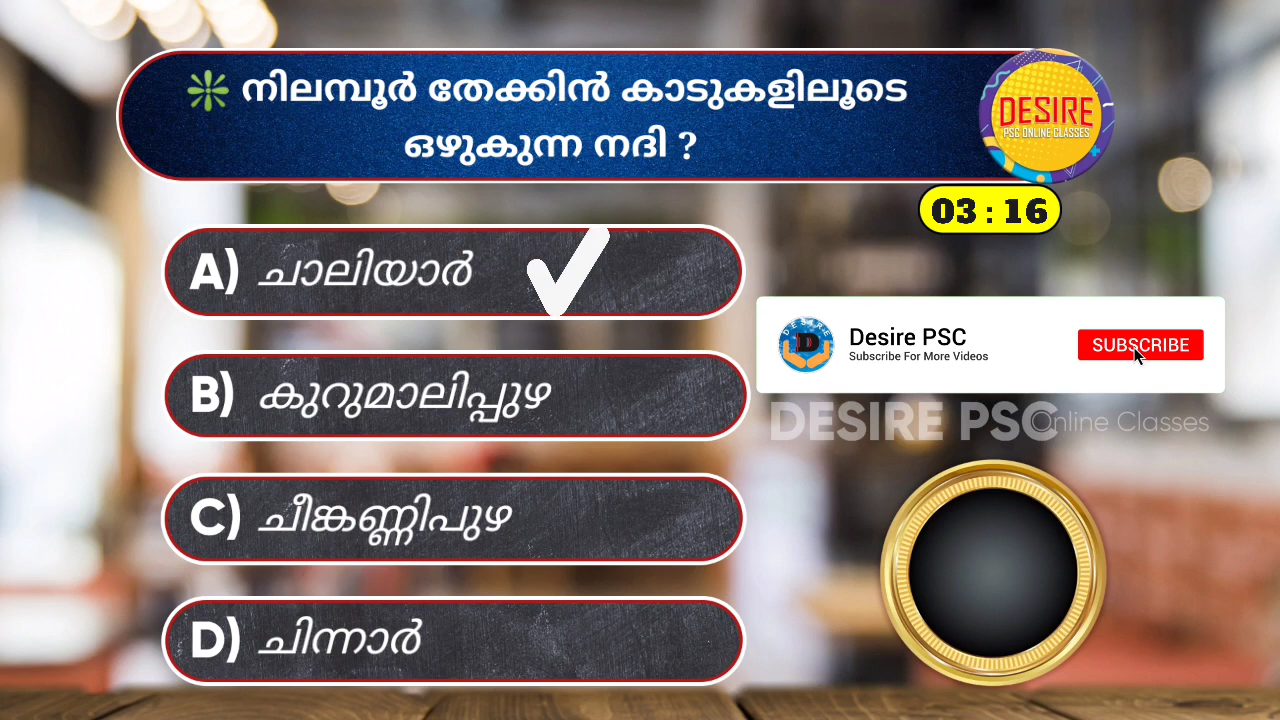 നിലമ്പൂർ തേക്കിൻ കാടുകളിലൂടെ
ഒഴുകുന്ന നദി ?
DESIRE
PSC ONLINE CLASSES
03 : 16
A) ചാലിയാർ
B) കുറുമാലിപ്പുഴ
C) ചീങ്കണ്ണിപുഴ
D) ചിന്നാർ
DESIRE
D
Desire PSC
Subscribe For More Videos
SUBSCRIBE
DESIRE PSC Online Classes